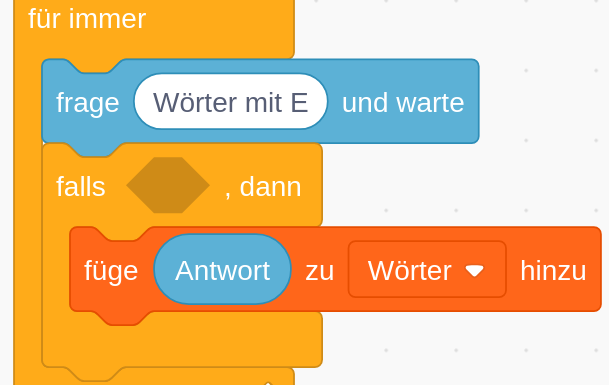 für immer
frage Wörter mit E und warte
falls , dann
füge Antwort zu Wörter hinzu